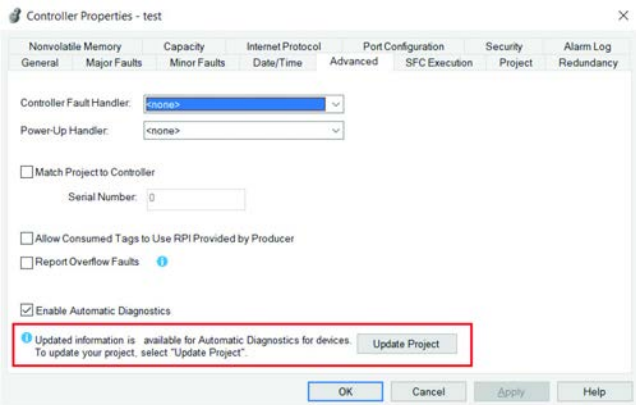 Controller Properties - test
Nonvolatile Memory Capacity Internet Protocol Port Configuration Security Alarm Log
General Major Faults Minor Faults Date/Time Advanced SFC Execution Project Redundancy
Controller Fault Handler: <none>
Power-Up Handler: <none>
Match Project to Controller
Serial Number: 0
Allow Consumed Tags to Use RPI Provided by Producer
Report Overflow Faults
Enable Automatic Diagnostics
Updated information is available for Automatic Diagnostics for devices.
To update your project, select "Update Project".
Update Project
OK Cancel Apply Help